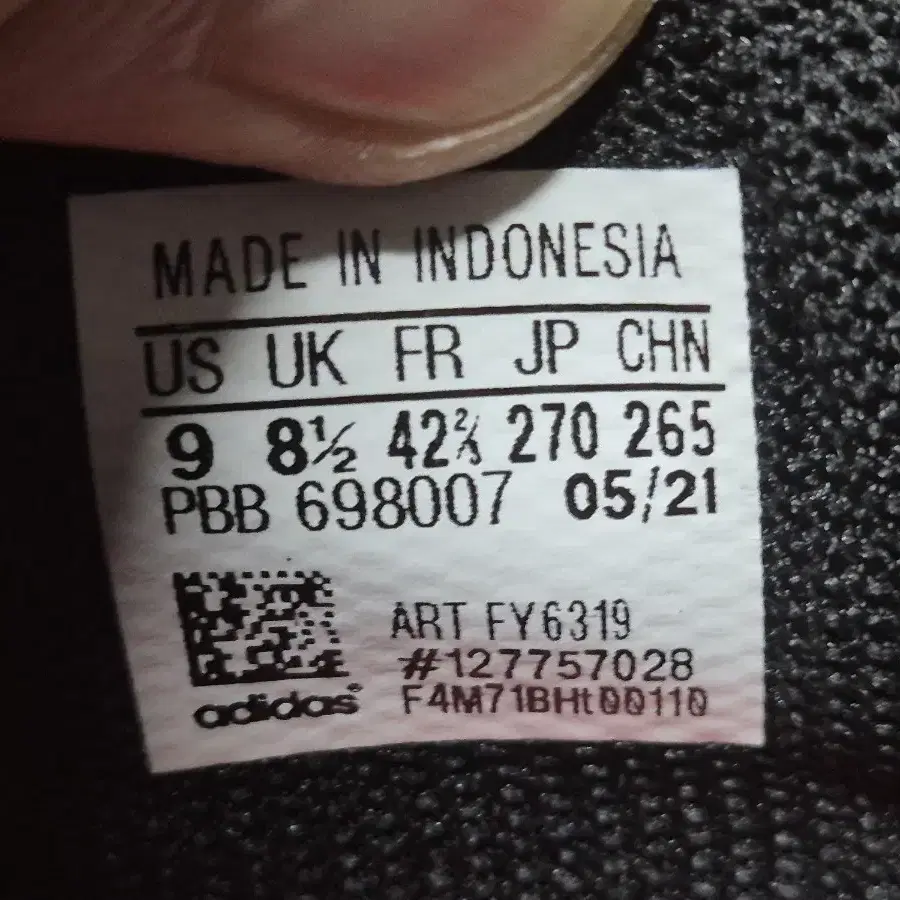 MADE IN INDONESIA
US UK FR JP CHN
9 8½ 42⅔ 270 265
PBB 698007 05/21
ART FY6319
#127757028
F4M71BHt00110
adidas®